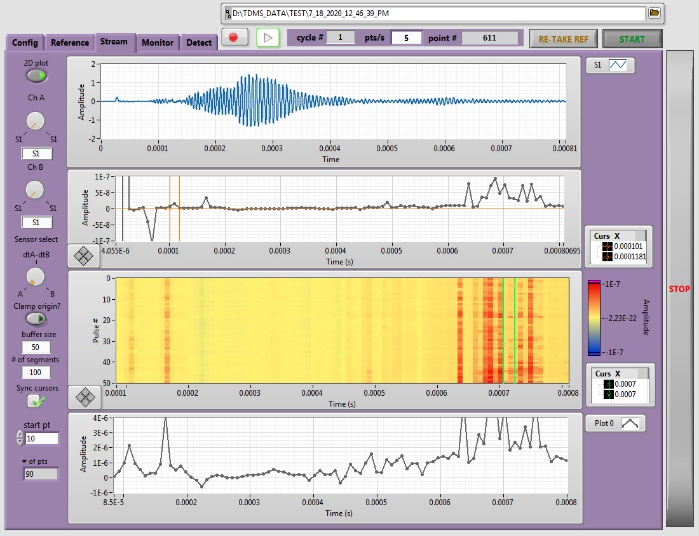 D:\TDMS_DATA\TEST\7_18_2020_12_46_39_PM
Config Reference Stream Monitor Detect
cycle # 1 pts/s 5 point # 611 RE-TAKE REF START
2D plot
Ch A
S1 S1
S1
Ch B
S1 S1
S1
Sensor select
dtA-dtB
A B
Clamp origin?
buffer size
50
# of segments
100
Sync cursors
start pt
10
# of pts
90
Amplitude
2
1
0
-1
-2
0 0.0001 0.0002 0.0003 0.0004 0.0005 0.0006 0.0007 0.00081
Time
S1
Amplitude
1E-7
5E-8
0
-5E-8
-1E-7
4.055E-6 0.0001 0.0002 0.0003 0.0004 0.0005 0.0006 0.0007 0.00080695
Time (s)
Curs X
0.000101
0.0001181
Pulse #
0
10
20
30
40
50
0.0001 0.0002 0.0003 0.0004 0.0005 0.0006 0.0007 0.0008
Time (s)
1E-7
-2.23E-22
-1E-7
Amplitude
STOP
Curs X
0.0007
0.0007
Amplitude
4E-6
3E-6
2E-6
1E-6
0
-1E-6
8.5E-5 0.0002 0.0003 0.0004 0.0005 0.0006 0.0007 0.0008
Time (s)
Plot 0